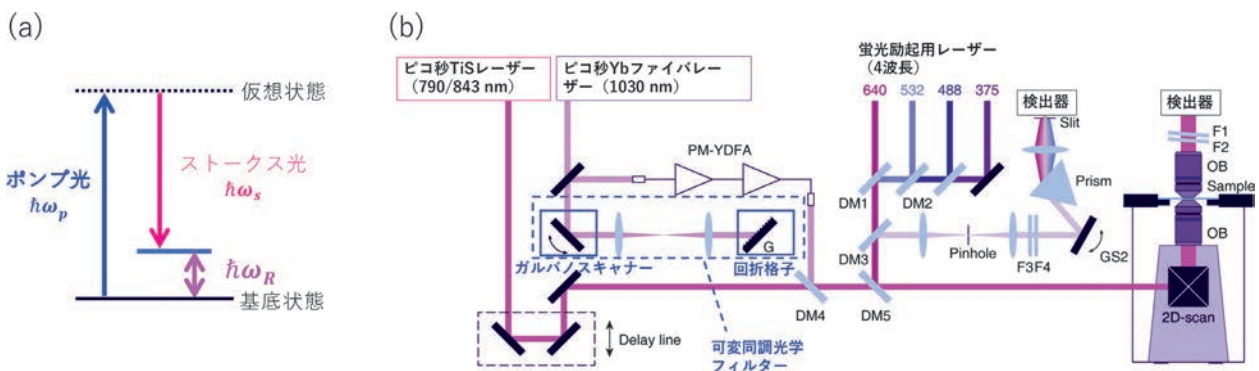 (a)
仮想状態
ストークス光
ħωs
ポンプ光
ħωp
ħωR
基底状態
(b)
ピコ秒TiSレーザー
(790/843 nm)
ピコ秒Ybファイバレー
ザー(1030 nm)
蛍光励起用レーザー
(4波長)
640 532 488 375
検出器
Slit
検出器
F1
F2
OB
Sample
OB
PM-YDFA
DM1
DM2
Prism
G
DM3
Pinhole
F3F4
GS2
ガルバノスキャナー
回折格子
DM4
DM5
2D-scan
Delay line
可変同調光学
フィルター